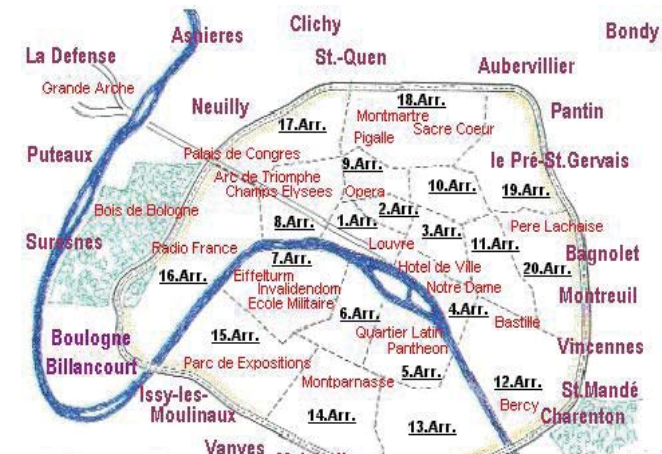 Clichy
Asnieres
Bondy
St.-Quen
La Defense
Aubervillier
Grande Arche
18.Arr.
Neuilly
Montmartre
Pantin
17.Arr.
Sacre Coeur
Pigalle
Puteaux
Palais de Congres
9.Arr.
le Pré-St.Gervais
Arc de Triomphe
10.Arr.
19.Arr.
Champs Elysees
Opera
Bois de Bologne
2.Arr.
8.Arr.
1.Arr.
3.Arr.
Pere Lachaise
Suresnes
Radio France
Louvre
11.Arr.
Bagnolet
7.Arr.
Hotel de Ville
20.Arr.
16.Arr.
Eiffelturm
Invalidendom
Notre Dame
Montreuil
Ecole Militaire
6.Arr.
4.Arr.
Bastille
Boulogne
Billancourt
15.Arr.
Quartier Latin
Pantheon
Vincennes
Parc de Expositions
5.Arr.
Montparnasse
12.Arr.
St.Mandé
Issy-les-
Moulinaux
Bercy
14.Arr.
13.Arr.
Charenton
Vanves